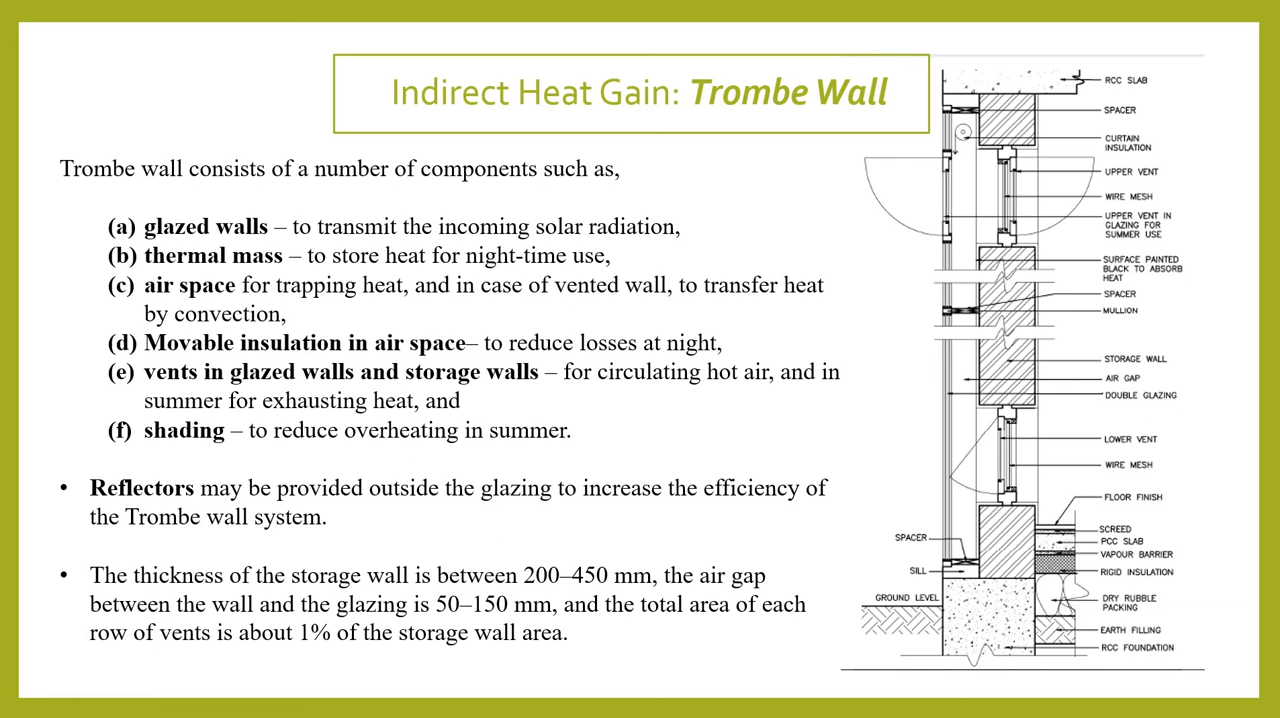 Indirect Heat Gain: Trombe Wall
Trombe wall consists of a number of components such as,
(a) glazed walls – to transmit the incoming solar radiation,
(b) thermal mass – to store heat for night-time use,
(c) air space for trapping heat, and in case of vented wall, to transfer heat
by convection,
(d) Movable insulation in air space– to reduce losses at night,
(e) vents in glazed walls and storage walls – for circulating hot air, and in
summer for exhausting heat, and
(f) shading – to reduce overheating in summer.
• Reflectors may be provided outside the glazing to increase the efficiency of
the Trombe wall system.
• The thickness of the storage wall is between 200–450 mm, the air gap
between the wall and the glazing is 50–150 mm, and the total area of each
row of vents is about 1% of the storage wall area.
RCC SLAB
SPACER
CURTAIN
INSULATION
UPPER VENT
WIRE MESH
UPPER VENT IN
GLAZING FOR
SUMMER USE
SURFACE PAINTED
BLACK TO ABSORB
HEAT
SPACER
MULLION
STORAGE WALL
AIR GAP
DOUBLE GLAZING
LOWER VENT
WIRE MESH
FLOOR FINISH
SCREED
PCC SLAB
VAPOUR BARRIER
RIGID INSULATION
DRY RUBBLE
PACKING
EARTH FILLING
RCC FOUNDATION
SPACER
SILL
GROUND LEVEL